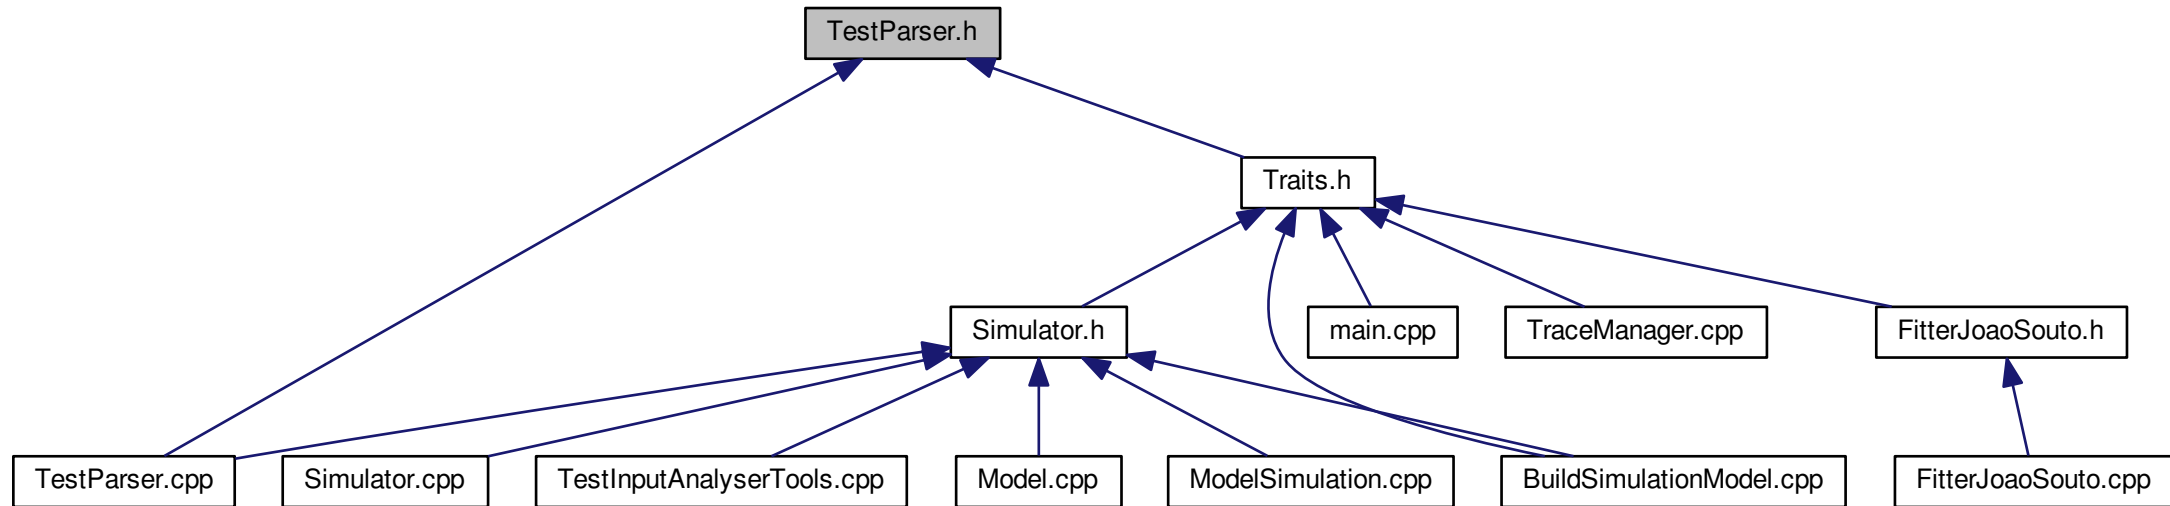 TestParser.h
Traits.h
Simulator.h
main.cpp
TraceManager.cpp
FitterJoaoSouto.h
TestParser.cpp
Simulator.cpp
TestInputAnalyserTools.cpp
Model.cpp
ModelSimulation.cpp
BuildSimulationModel.cpp
FitterJoaoSouto.cpp